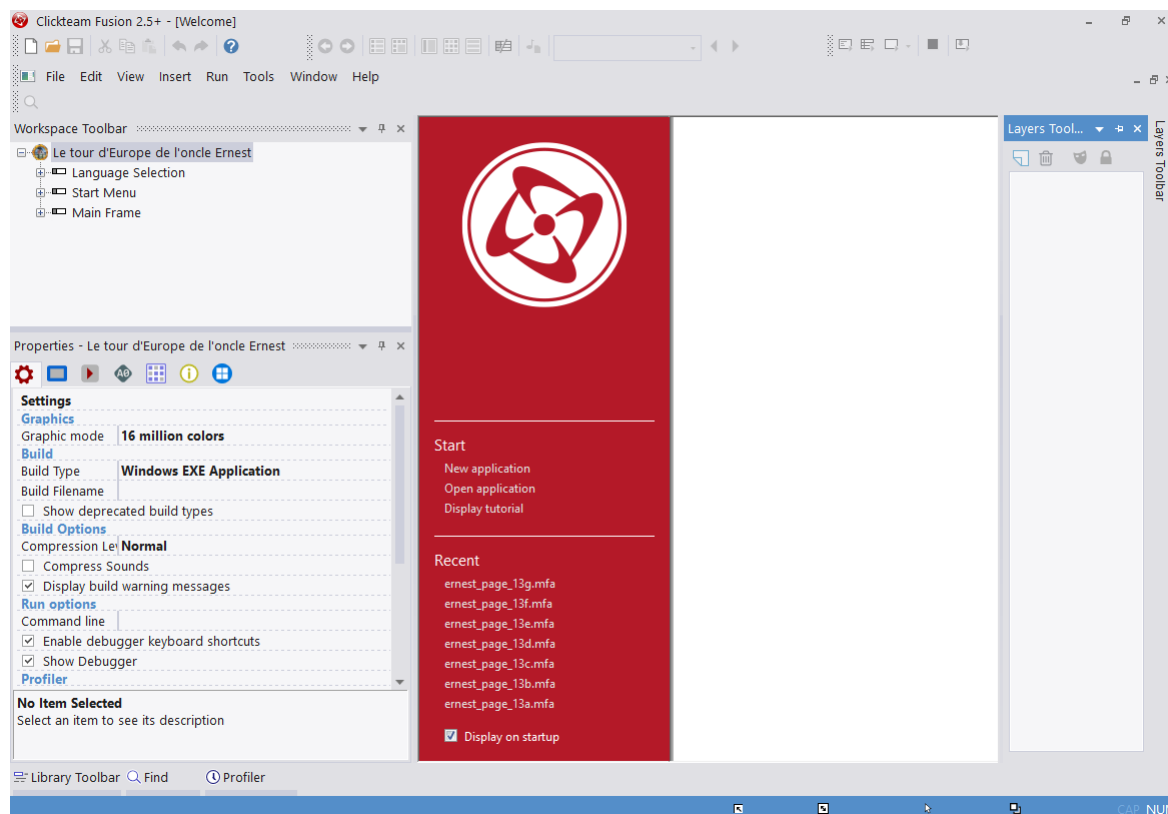 Clickteam Fusion 2.5+ - [Welcome]
File Edit View Insert Run Tools Window Help
Workspace Toolbar
Le tour d'Europe de l'oncle Ernest
Language Selection
Start Menu
Main Frame
Properties - Le tour d'Europe de l'oncle Ernest
Settings
Graphics
Graphic mode 16 million colors
Build
Build Type Windows EXE Application
Build Filename
Show deprecated build types
Build Options
Compression Le Normal
Compress Sounds
Display build warning messages
Run options
Command line
Enable debugger keyboard shortcuts
Show Debugger
Profiler
No Item Selected
Select an item to see its description
Library Toolbar Find Profiler
Start
New application
Open application
Display tutorial
Recent
ernest_page_13g.mfa
ernest_page_13f.mfa
ernest_page_13e.mfa
ernest_page_13d.mfa
ernest_page_13c.mfa
ernest_page_13b.mfa
ernest_page_13a.mfa
Display on startup
Layers Tool...
Layers Toolbar
CAP NUM